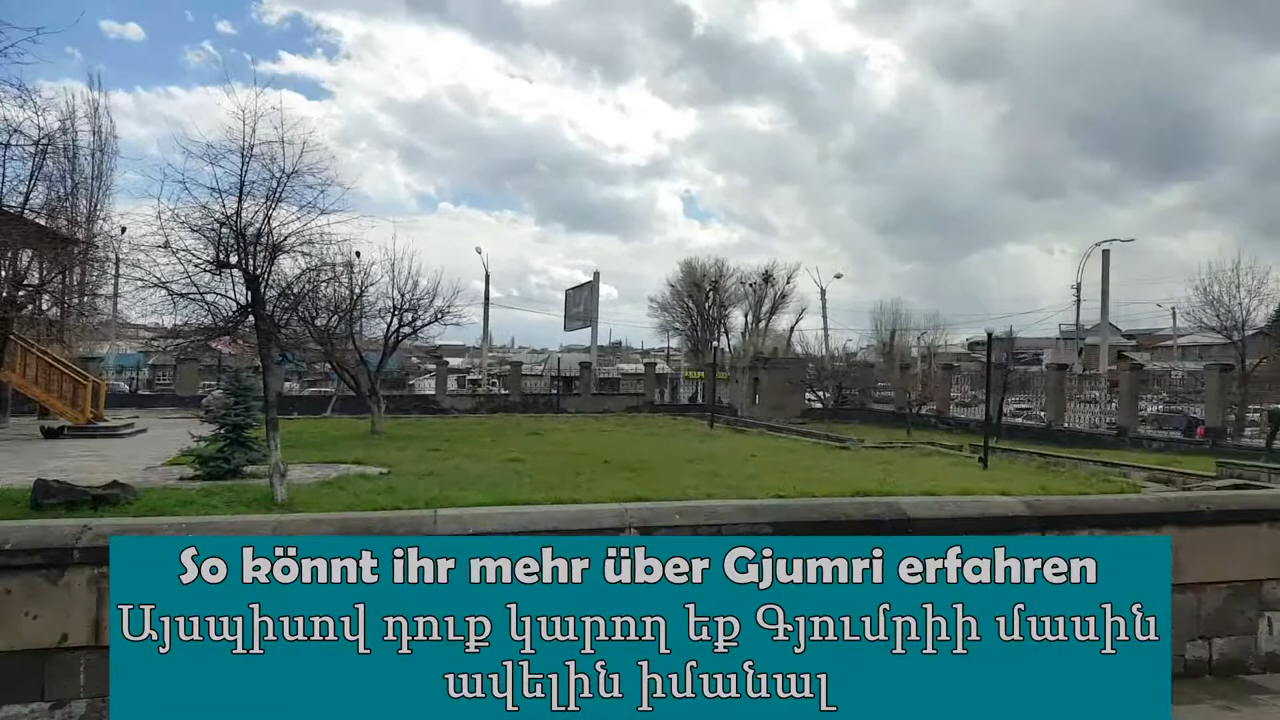 So könnt ihr mehr über Gjumri erfahren
Այսպիսով դուք կարող եք Գյումրիի մասին
ավելին իմանալ